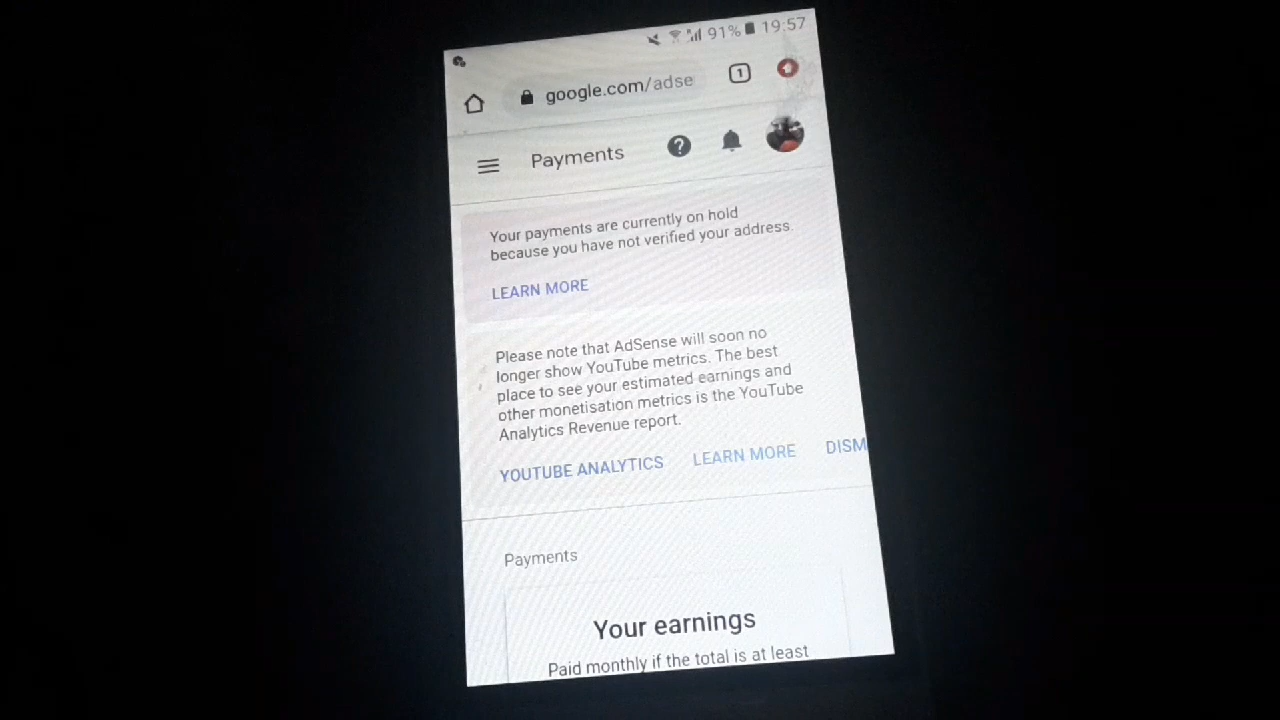 91% 19:57
google.com/adse
1
Payments
?
Your payments are currently on hold
because you have not verified your address.
LEARN MORE
Please note that AdSense will soon no
longer show YouTube metrics. The best
place to see your estimated earnings and
other monetisation metrics is the YouTube
Analytics Revenue report.
YOUTUBE ANALYTICS LEARN MORE DISM
Payments
Your earnings
Paid monthly if the total is at least